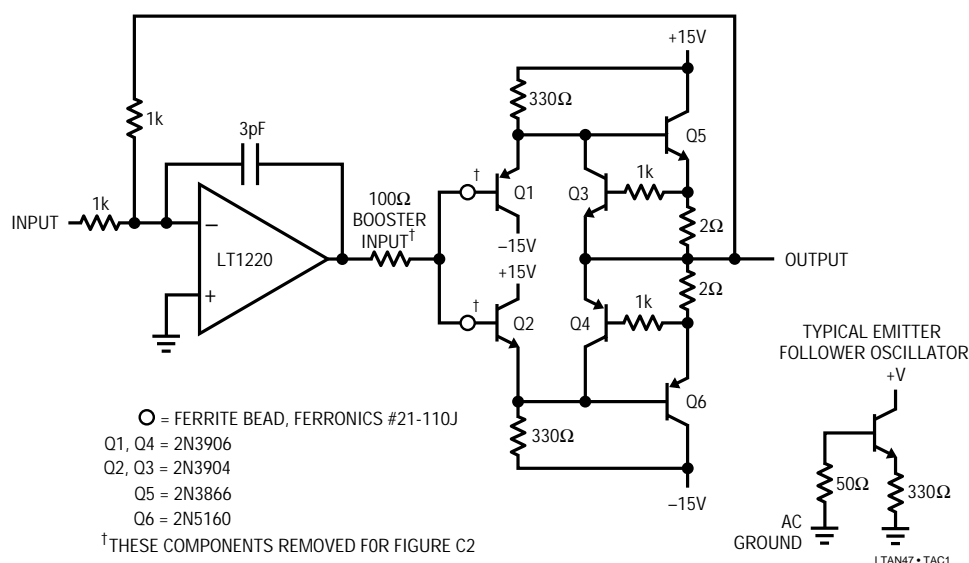 +15V
330Ω
1k
Q5
3pF
†
Q1
Q3
1k
1k
100Ω
BOOSTER
INPUT†
INPUT
2Ω
–15V
–
LT1220
+15V
OUTPUT
+
†
Q2
Q4
1k
2Ω
TYPICAL EMITTER
FOLLOWER OSCILLATOR
+V
Q6
= FERRITE BEAD, FERRONICS #21-110J
330Ω
Q1, Q4 = 2N3906
Q2, Q3 = 2N3904
Q5 = 2N3866
Q6 = 2N5160
†THESE COMPONENTS REMOVED F0R FIGURE C2
–15V
50Ω
330Ω
AC
GROUND
LTAN47 • TAC1